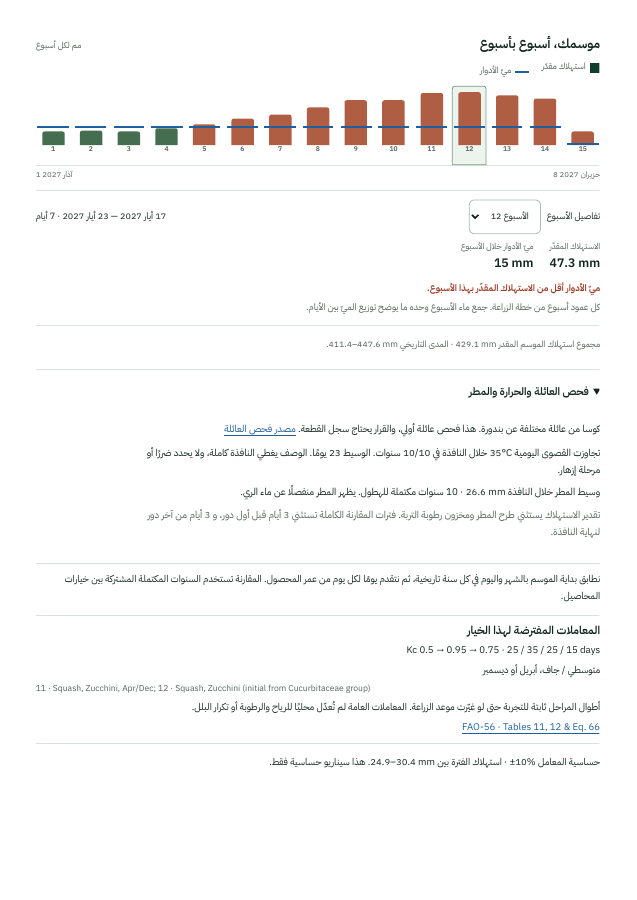 موسمك، أسبوع بأسبوع
مم لكل أسبوع
استهلاك مقدّر
ميّ الأدوار
1 2 3 4 5 6 7 8 9 10 11 12 13 14 15
1 آذار 2027
8 حزيران 2027
تفاصيل الأسبوع
الأسبوع 12
17 أيار 2027 — 23 أيار 2027 · 7 أيام
الاستهلاك المقدّر
ميّ الأدوار خلال الأسبوع
47.3 mm
15 mm
ميّ الأدوار أقل من الاستهلاك المقدّر بهذا الأسبوع.
كل عمود أسبوع من خطة الزراعة. جمع ماء الأسبوع وحده ما يوضح توزيع الميّ بين الأيام.
مجموع استهلاك الموسم المقدر 429.1 mm · المدى التاريخي 411.4–447.6 mm.
▼ فحص العائلة والحرارة والمطر
كوسا من عائلة مختلفة عن بندورة. هذا فحص عائلة أولي، والقرار يحتاج سجل القطعة. مصدر فحص العائلة
تجاوزت القصوى اليومية 35°C خلال النافذة في 10/10 سنوات. الوسيط 23 يومًا. الوصف يغطي النافذة كاملة، ولا يحدد ضررًا أو
مرحلة إزهار.
وسيط المطر خلال النافذة 26.6 mm · 10 سنوات مكتملة للهطول. يظهر المطر منفصلًا عن ماء الري.
تقدير الاستهلاك يستثني طرح المطر ومخزون رطوبة التربة. فترات المقارنة الكاملة تستثني 3 أيام قبل أول دور، و 3 أيام من آخر دور
لنهاية النافذة.
نطابق بداية الموسم بالشهر واليوم في كل سنة تاريخية، ثم نتقدم يومًا لكل يوم من عمر المحصول. المقارنة تستخدم السنوات المكتملة المشتركة بين خيارات
المحاصيل.
المعاملات المفترضة لهذا الخيار
Kc 0.5 → 0.95 → 0.75 · 25 / 35 / 25 / 15 days
متوسطي / جاف، أبريل أو ديسمبر
11 · Squash, Zucchini, Apr/Dec; 12 · Squash, Zucchini (initial from Cucurbitaceae group)
أطوال المراحل ثابتة للتجربة حتى لو غيّرت موعد الزراعة. المعاملات العامة لم تُعدّل محليًا للرياح والرطوبة أو تكرار البلل.
FAO-56 · Tables 11, 12 & Eq. 66
حساسية المعامل ±10% · استهلاك الفترة بين 24.9–30.4 mm. هذا سيناريو حساسية فقط.